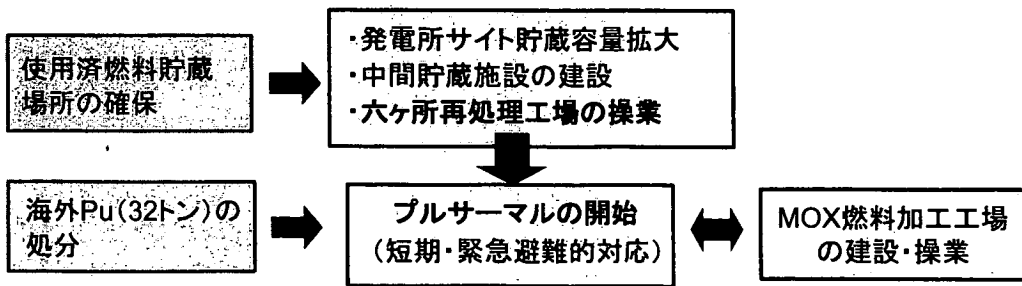 使用済燃料貯蔵
場所の確保
・発電所サイト貯蔵容量拡大
・中間貯蔵施設の建設
・六ヶ所再処理工場の操業
海外Pu(32トン)の
処分
プルサーマルの開始
(短期・緊急避難的対応)
MOX燃料加工工場
の建設・操業